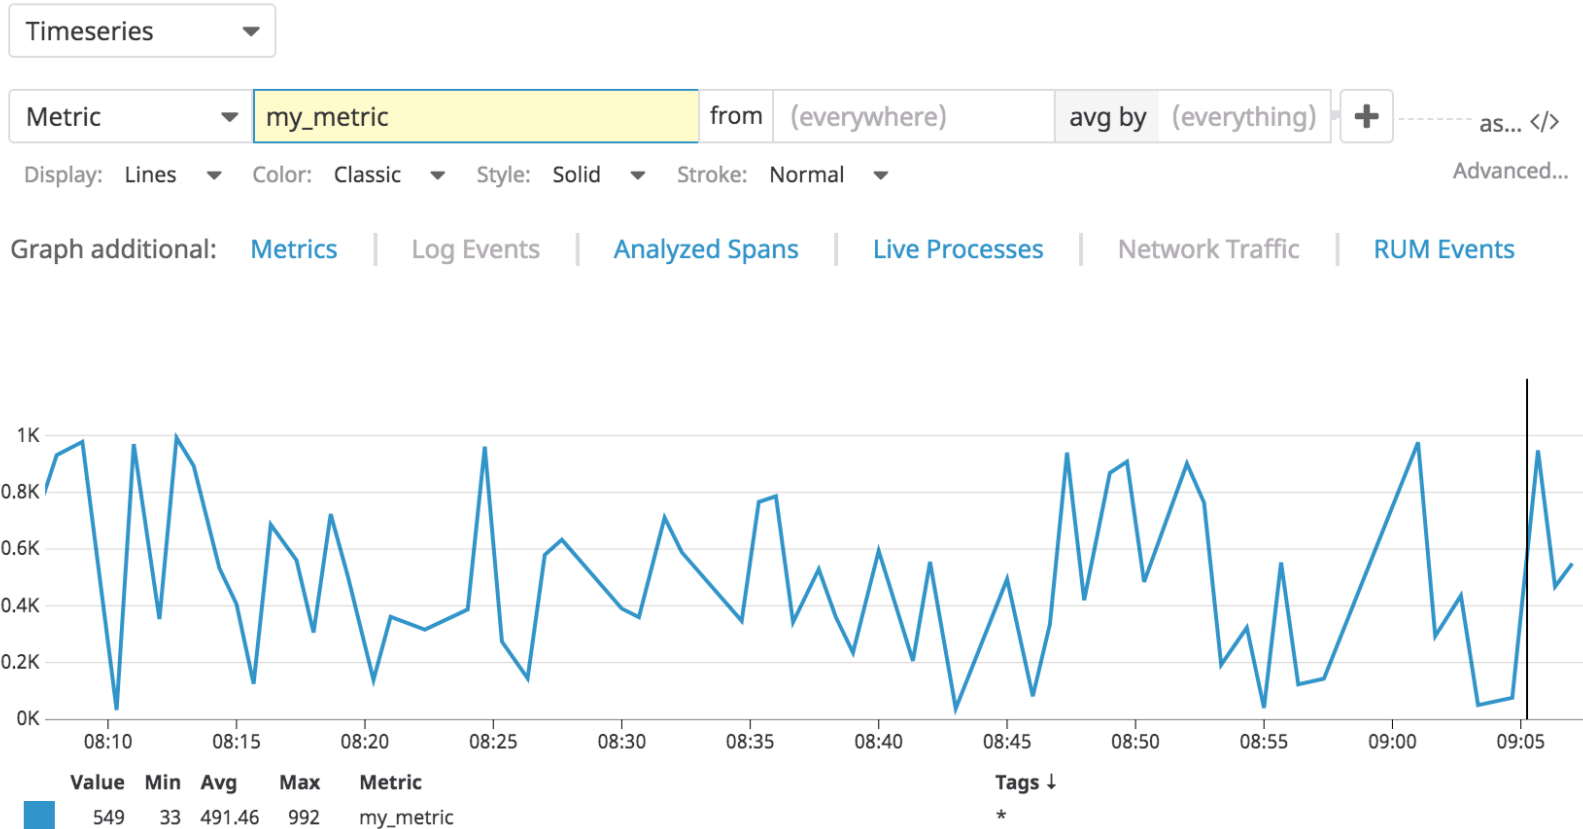 Timeseries
Metric my_metric from (everywhere) avg by (everything) + as... </>
Display: Lines Color: Classic Style: Solid Stroke: Normal Advanced...
Graph additional: Metrics Log Events Analyzed Spans Live Processes Network Traffic RUM Events
1K
0.8K
0.6K
0.4K
0.2K
0K
08:10 08:15 08:20 08:25 08:30 08:35 08:40 08:45 08:50 08:55 09:00 09:05
Value Min Avg Max Metric Tags ↓
549 33 491.46 992 my_metric *